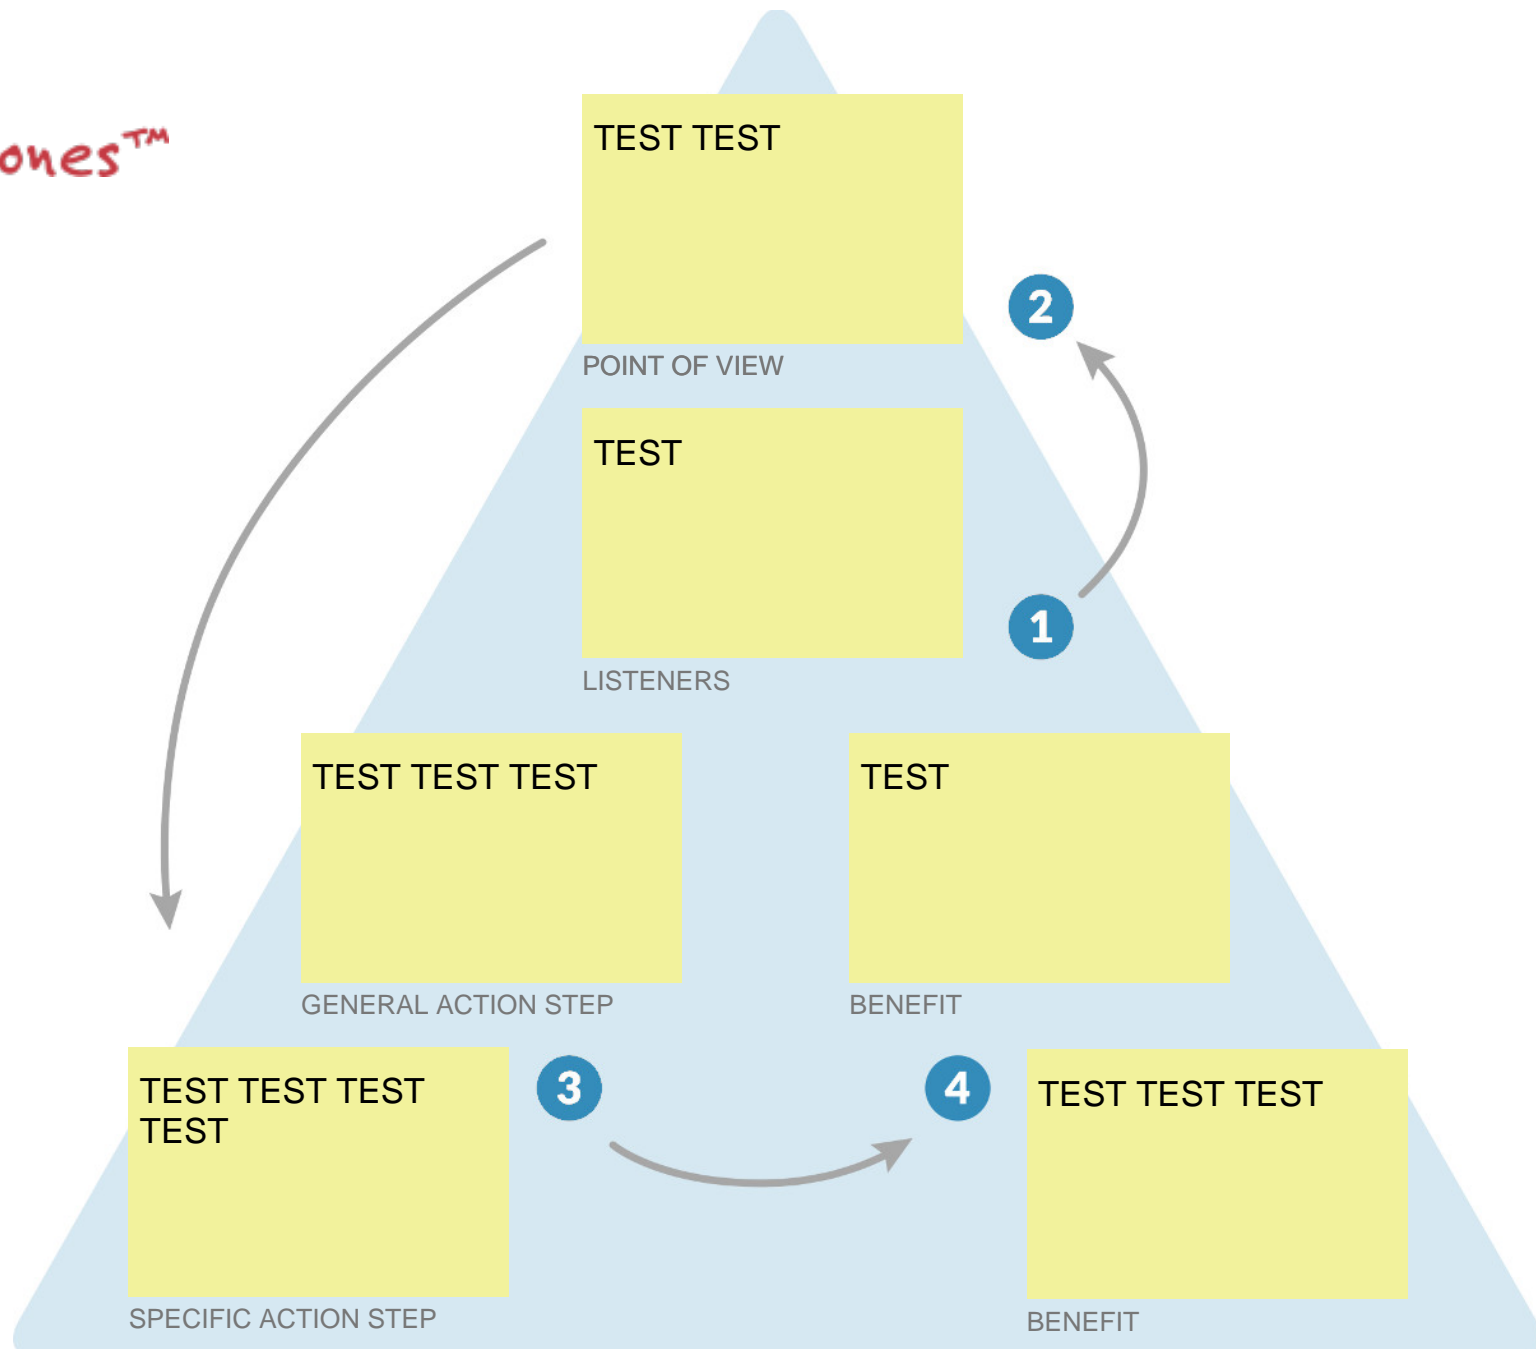 TEST TEST
2
POINT OF VIEW
TEST
1
LISTENERS
TEST TEST TEST
GENERAL ACTION STEP
TEST
BENEFIT
TEST TEST TEST
TEST
SPECIFIC ACTION STEP
3
4
TEST TEST TEST
BENEFIT